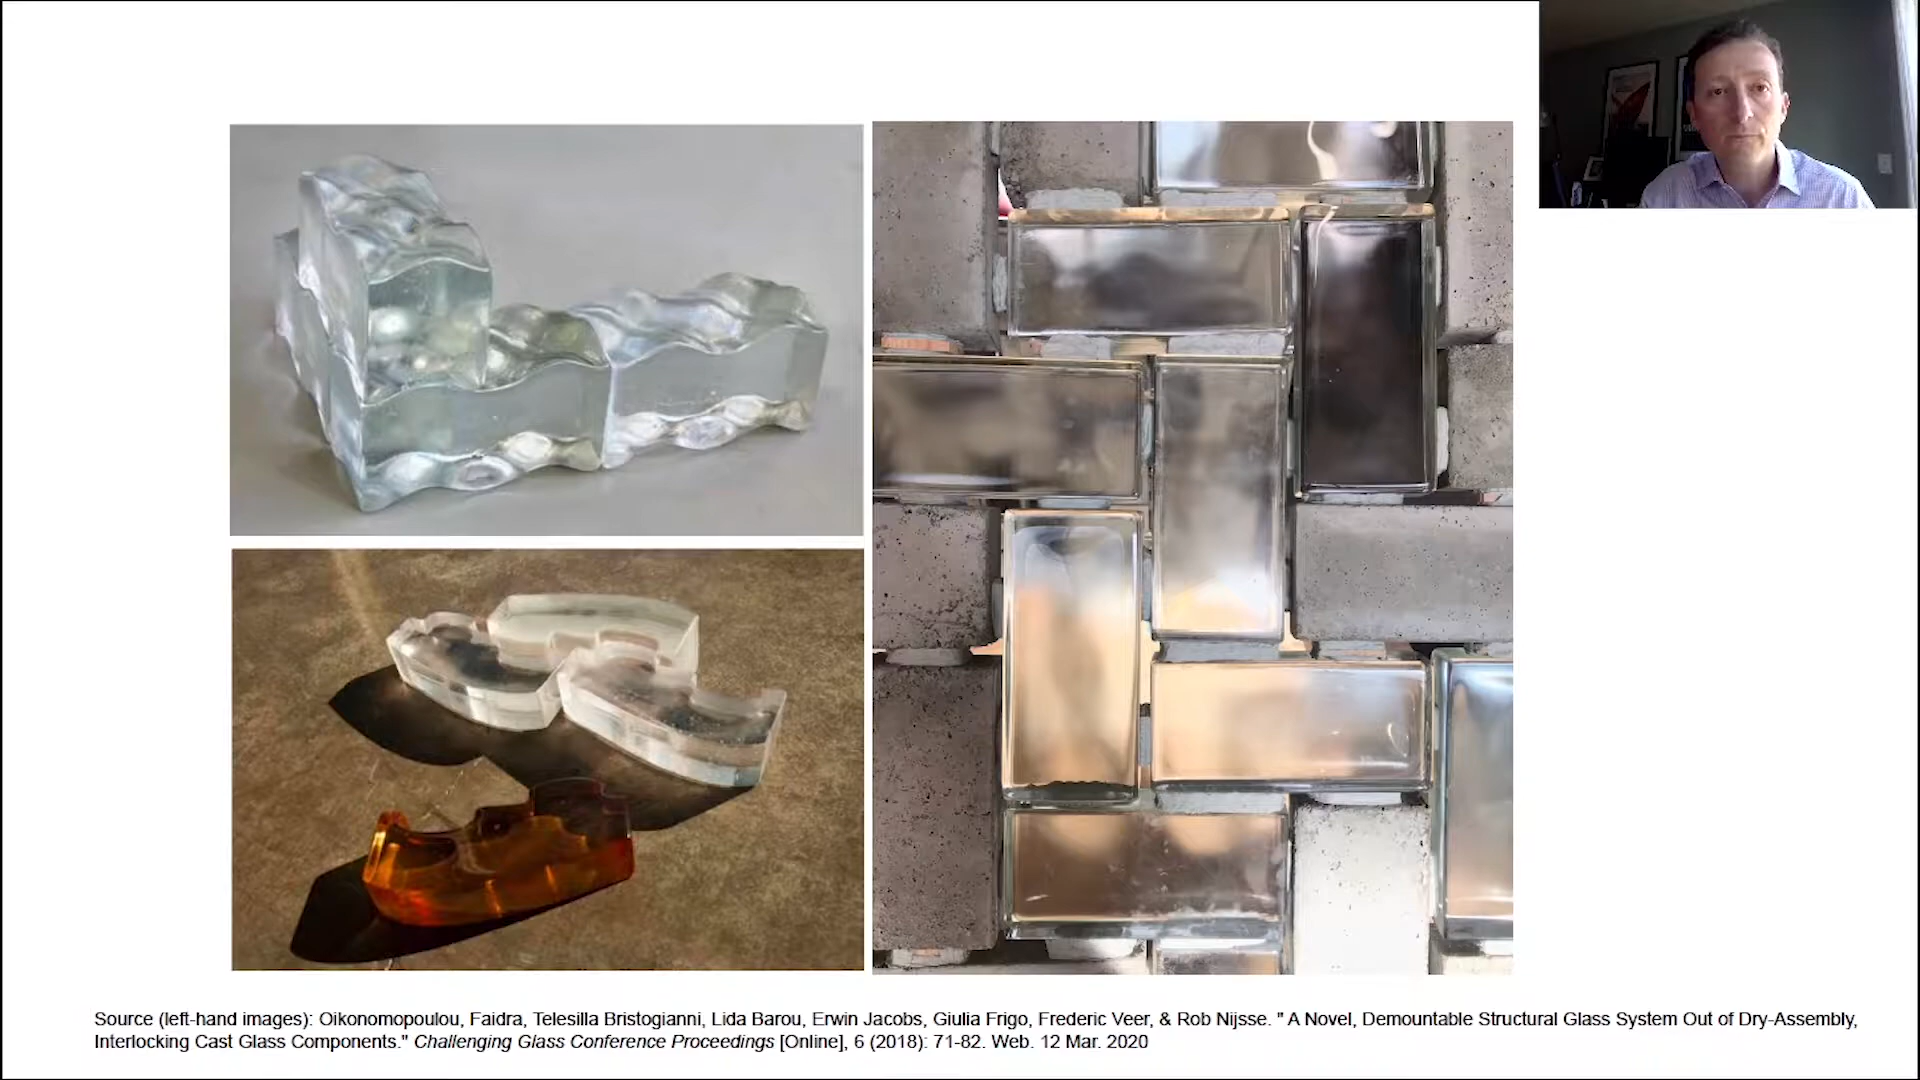 Source (left-hand images): Oikonomopoulou, Faidra, Telesilla Bristogianni, Lida Barou, Erwin Jacobs, Giulia Frigo, Frederic Veer, & Rob Nijsse. " A Novel, Demountable Structural Glass System Out of Dry-Assembly,
Interlocking Cast Glass Components." Challenging Glass Conference Proceedings [Online], 6 (2018): 71-82. Web. 12 Mar. 2020